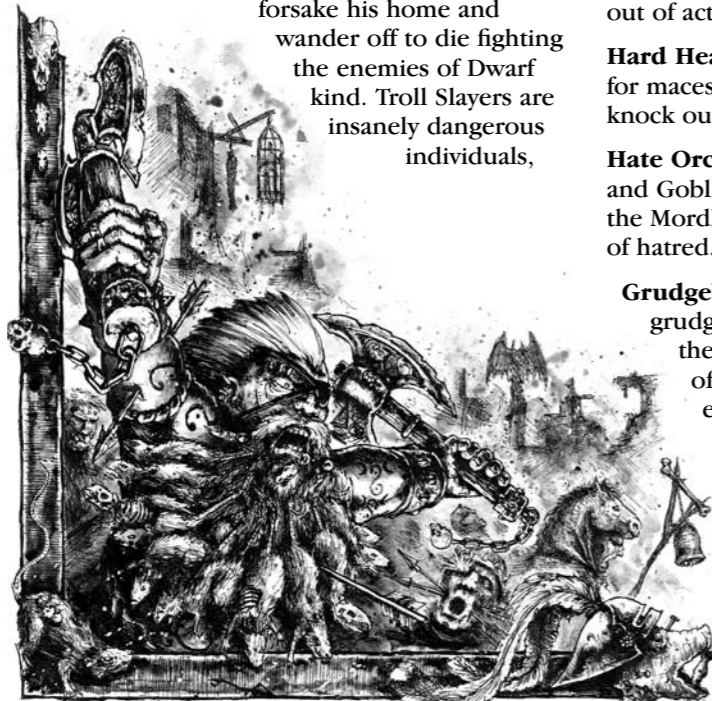 forsake his home and
wander off to die fighting
the enemies of Dwarf
kind. Troll Slayers are
insanely dangerous
individuals,
out of act
Hard Hea
for maces
knock ou
Hate Orc
and Gobl
the Mord
of hatred.
Grudge
grudg
the
of
e